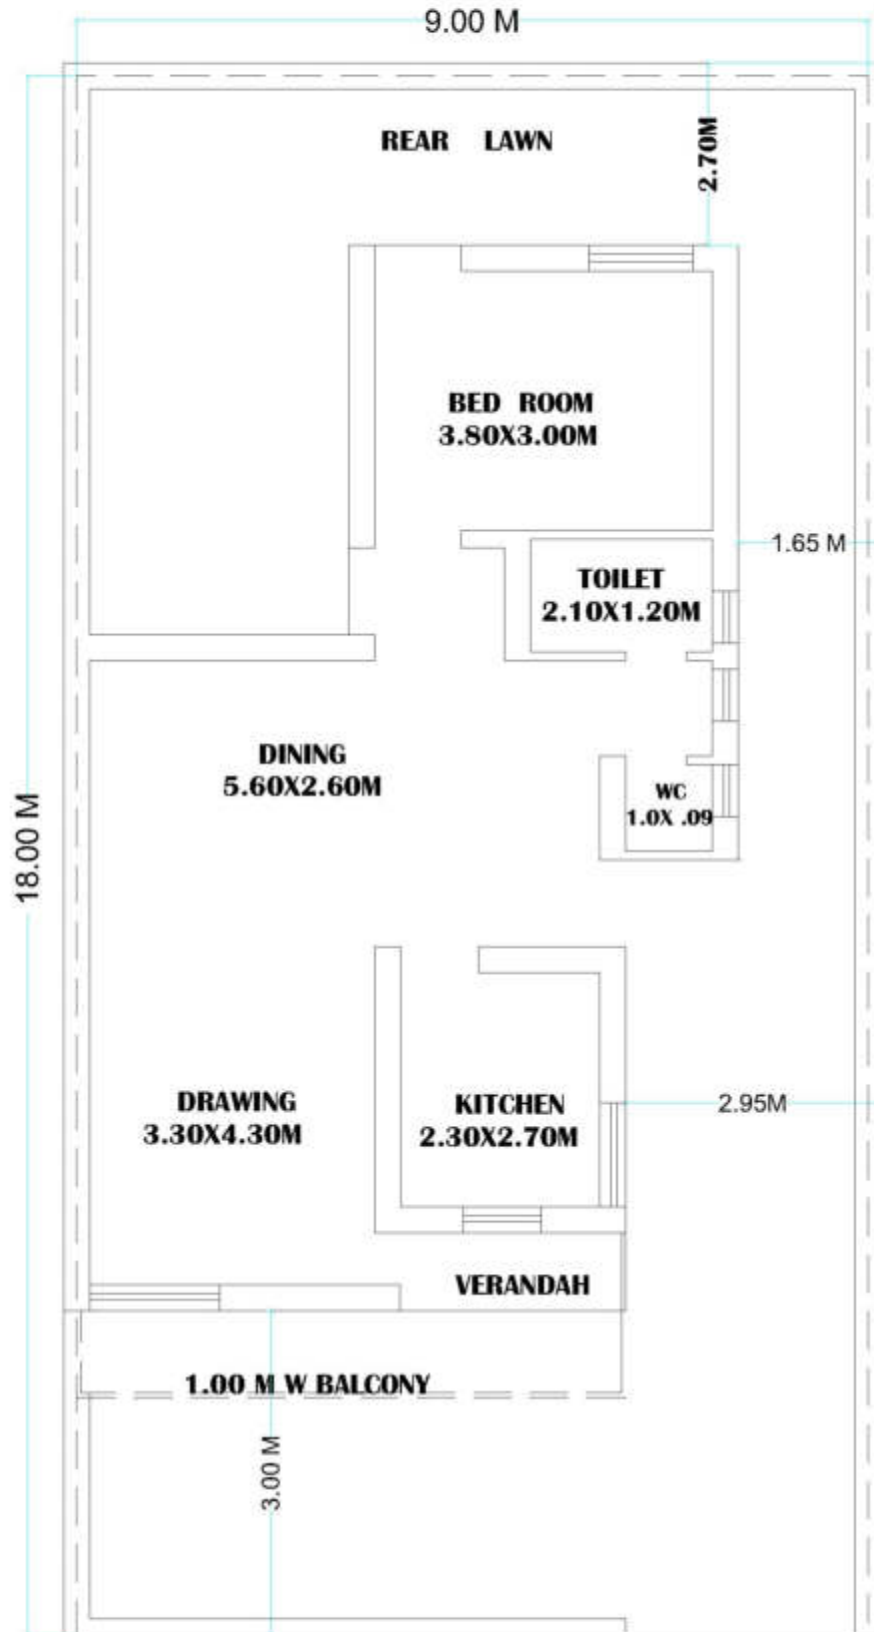 9.00 M
REAR LAWN
2.70M
BED ROOM
3.80X3.00M
1.65 M
TOILET
2.10X1.20M
DINING
5.60X2.60M
WC
1.0X .09
18.00 M
DRAWING
3.30X4.30M
KITCHEN
2.30X2.70M
2.95M
VERANDAH
1.00 M W BALCONY
3.00 M